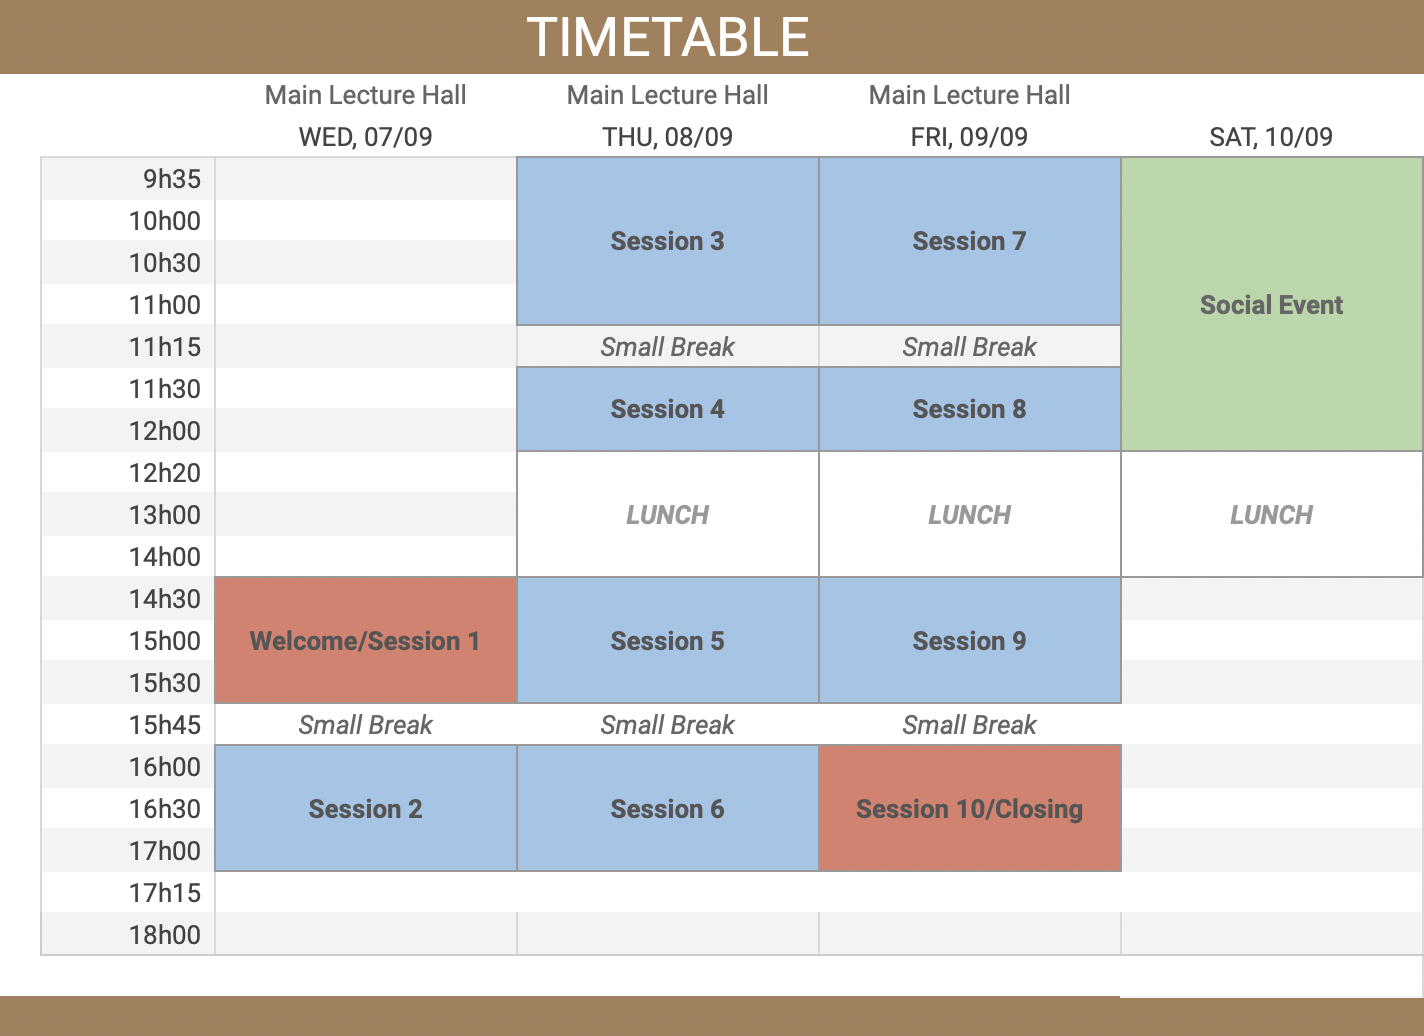 TIMETABLE
Main Lecture Hall Main Lecture Hall Main Lecture Hall
WED, 07/09 THU, 08/09 FRI, 09/09 SAT, 10/09
9h35
10h00
Session 3 Session 7
10h30
11h00 Social Event
11h15 Small Break Small Break
11h30
Session 4 Session 8
12h00
12h20
13h00 LUNCH LUNCH LUNCH
14h00
14h30
15h00 Welcome/Session 1 Session 5 Session 9
15h30
15h45 Small Break Small Break Small Break
16h00
16h30 Session 2 Session 6 Session 10/Closing
17h00
17h15
18h00